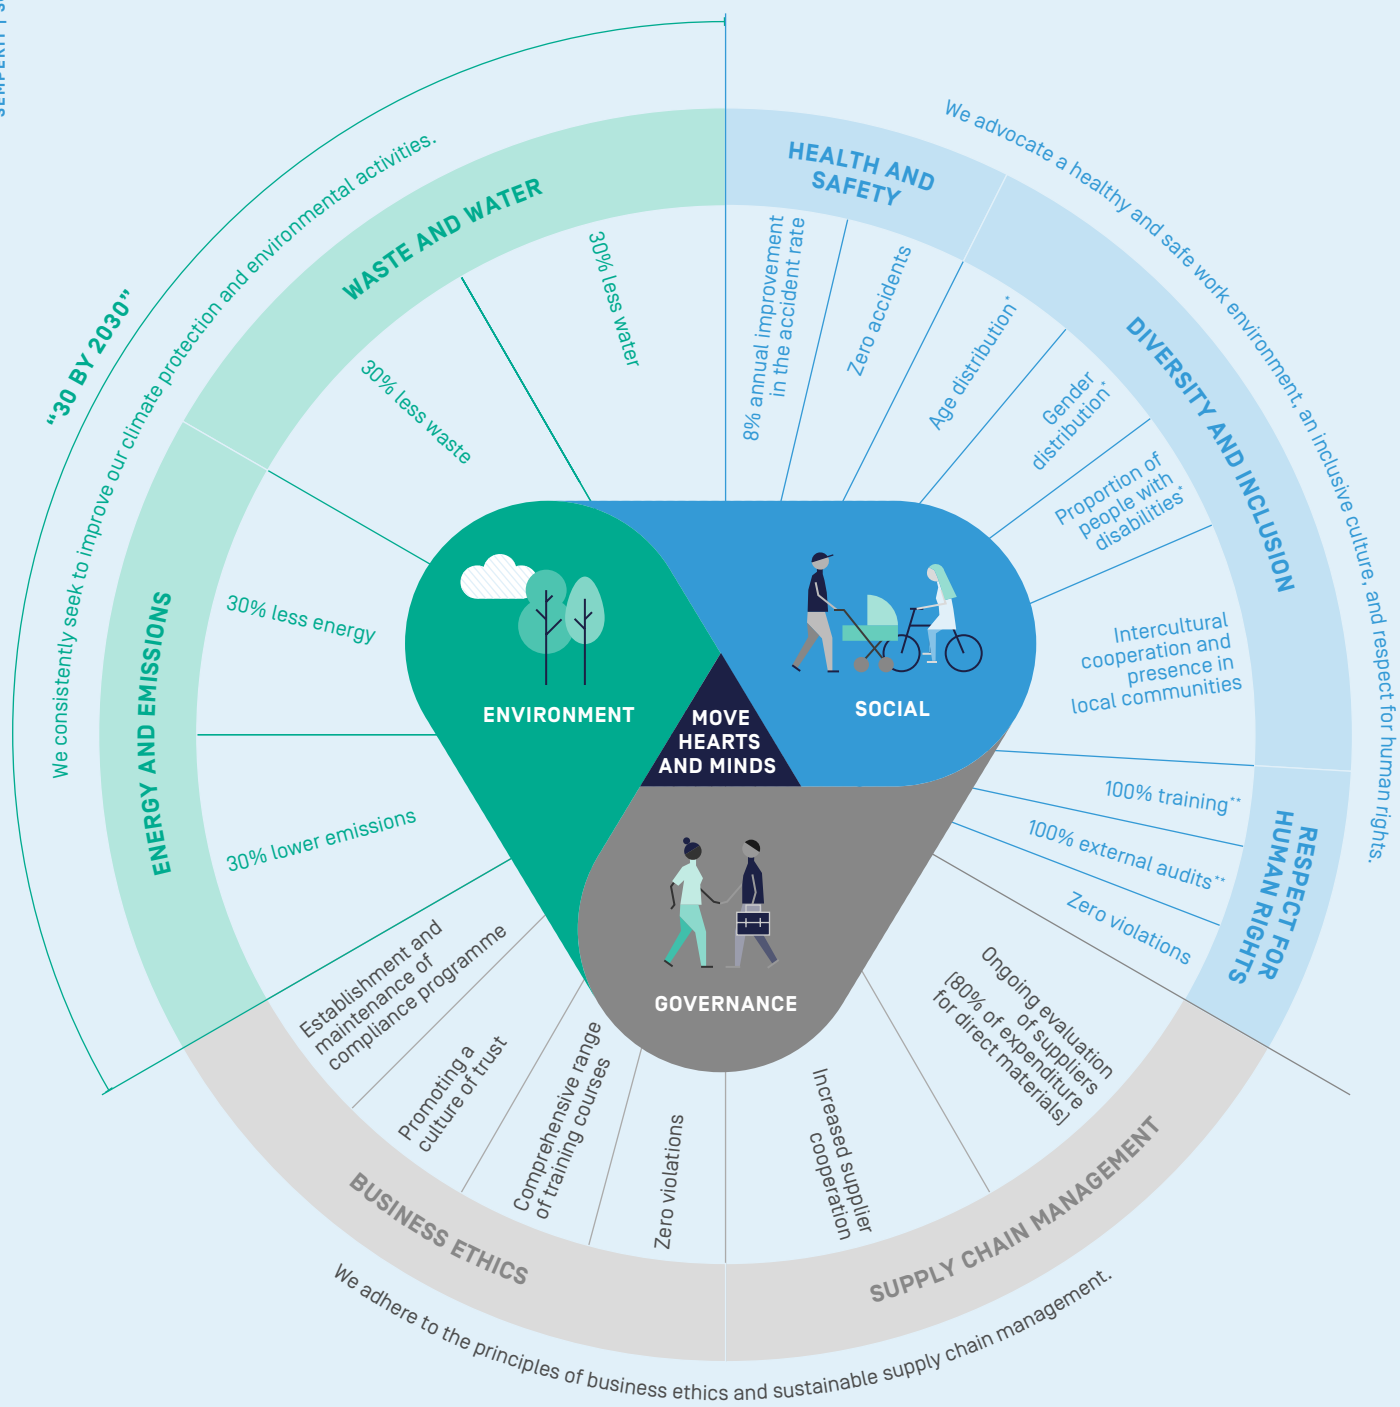 “30 BY 2030”
We consistently seek to improve our climate protection and environmental activities.
WASTE AND WATER
30% less water
30% less waste
ENERGY AND EMISSIONS
30% less energy
30% lower emissions
We advocate a healthy and safe work environment, an inclusive culture, and respect for human rights.
HEALTH AND
SAFETY
8% annual improvement
in the accident rate
Zero accidents
DIVERSITY AND INCLUSION
Age distribution*
Gender
distribution*
Proportion of
people with
disabilities*
Intercultural
cooperation and
presence in
local communities
RESPECT FOR
HUMAN RIGHTS
100% training**
100% external audits**
Zero violations
ENVIRONMENT
SOCIAL
MOVE
HEARTS
AND MINDS
GOVERNANCE
SUPPLY CHAIN MANAGEMENT
Ongoing evaluation
of suppliers
(80% of expenditure
for direct materials)
Increased supplier
cooperation
BUSINESS ETHICS
Zero violations
Comprehensive range
of training courses
Promoting a
culture of trust
Establishment and
maintenance of
compliance programme
We adhere to the principles of business ethics and sustainable supply chain management.